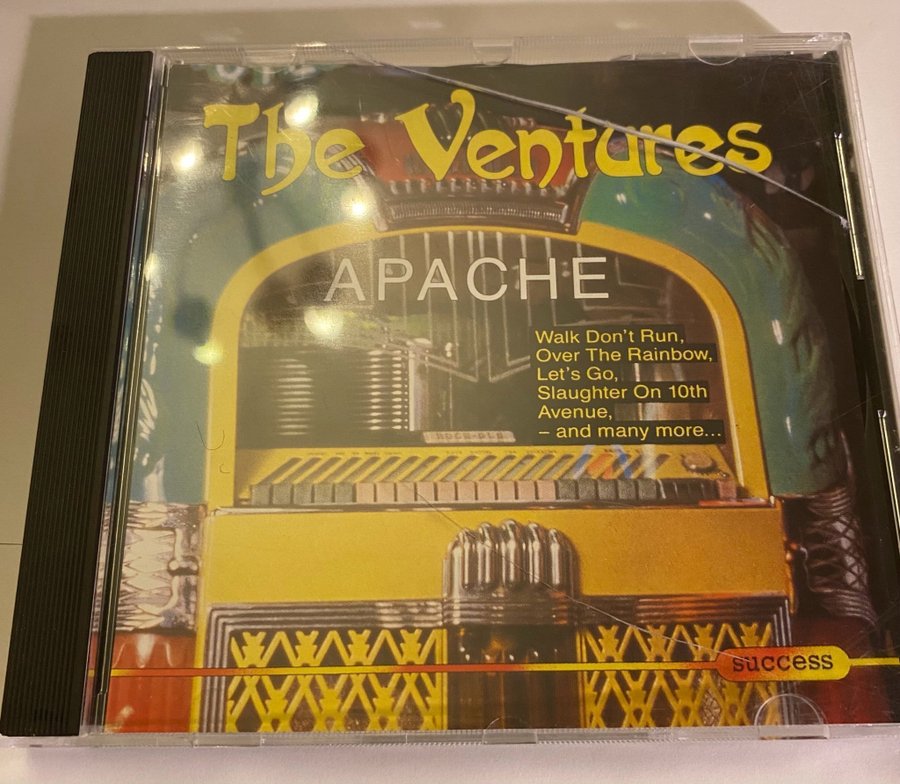 The Ventures
APACHE
Walk Don't Run,
Over The Rainbow,
Let's Go,
Slaughter On 10th
Avenue,
– and many more...
success